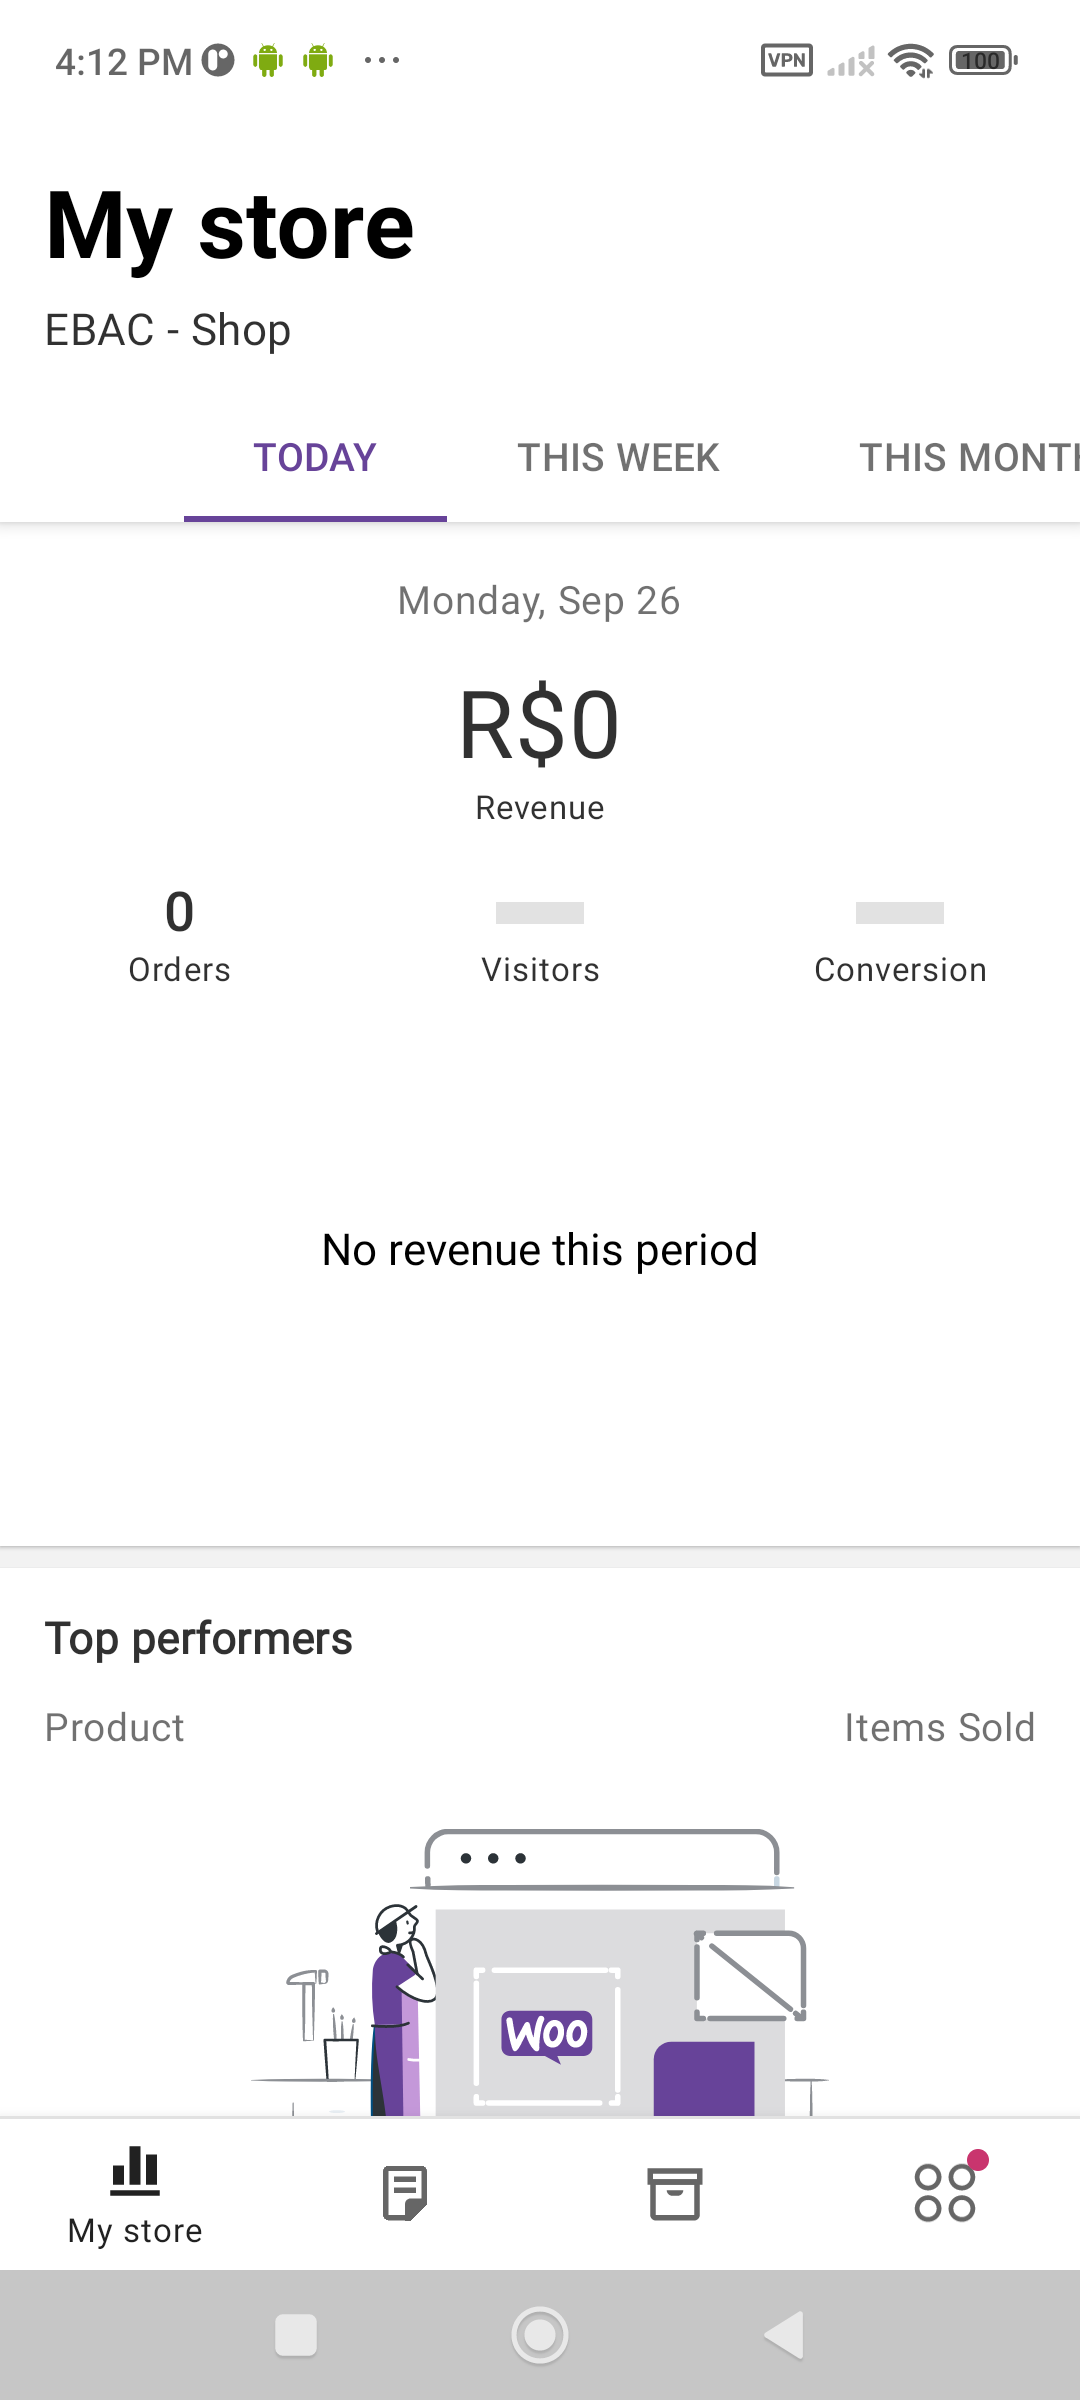 4:12 PM
VPN
100
My store
EBAC - Shop
TODAY THIS WEEK THIS MONTH
Monday, Sep 26
R$0
Revenue
0
Orders Visitors Conversion
No revenue this period
Top performers
Product Items Sold
WOO
My store